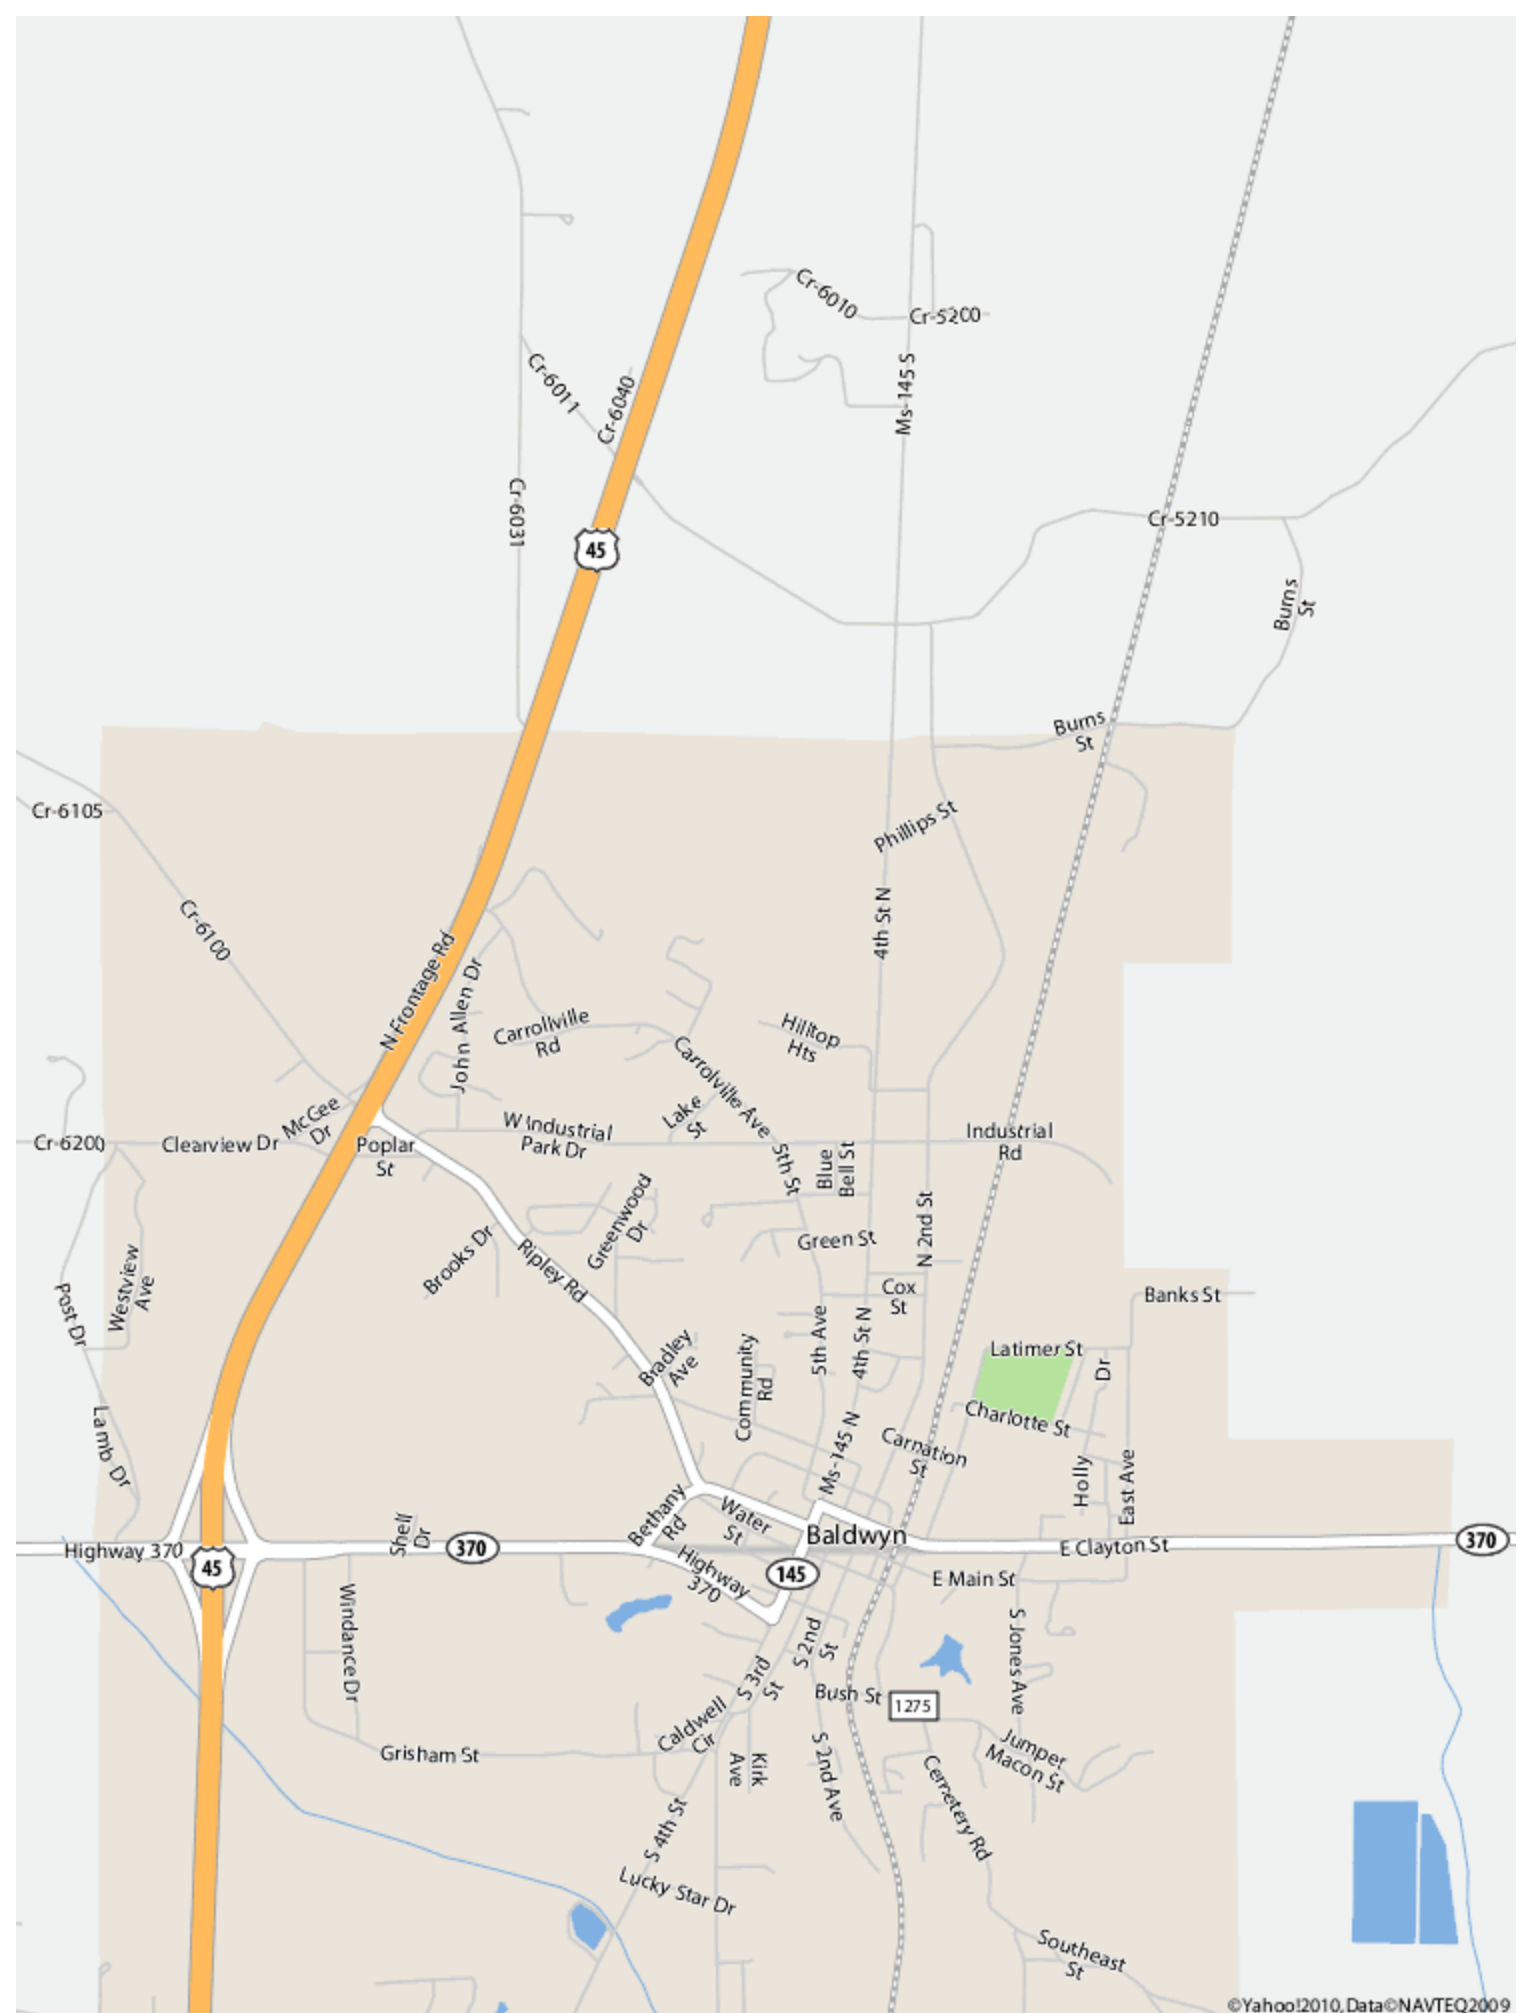 Cr-6010
Cr-5200
Cr-6011
Cr-6040
Ms-145 S
Cr-6031
45
Cr-5210
Burns
St
Burns
St
Cr-6105
Phillips St
Cr-6100
4th St N
N Frontage Rd
John Allen Dr
Carrollville
Rd
Hilltop
Hts
Carrolville Ave
Lake
St
McGee
Dr
W Industrial
Park Dr
Industrial
Rd
Cr-6200
Clearview Dr
Poplar
St
5th St
Blue
Bell St
Greenwood
Dr
N 2nd St
Green St
Brooks Dr
Ripley Rd
Westview
Ave
Post Dr
Cox
St
Banks St
5th Ave
4th St N
Bradley
Ave
Community
Rd
Latimer St
Dr
Charlotte St
Lamb Dr
Ms-145 N
Carnation
St
Holly
East Ave
Bethany
Rd
Water
St
Shell
Dr
Baldwyn
370
370
Highway 370
45
E Clayton St
Highway
370
145
E Main St
Windance Dr
S 2nd
St
S Jones Ave
S 3rd
St
Bush St
1275
Caldwell
Cir
Grisham St
Kirk
Ave
S 2nd Ave
Jumper
Macon St
Cemetery Rd
S 4th St
Lucky Star Dr
Southeast
St
©Yahoo!2010, Data©NAVTEQ2009